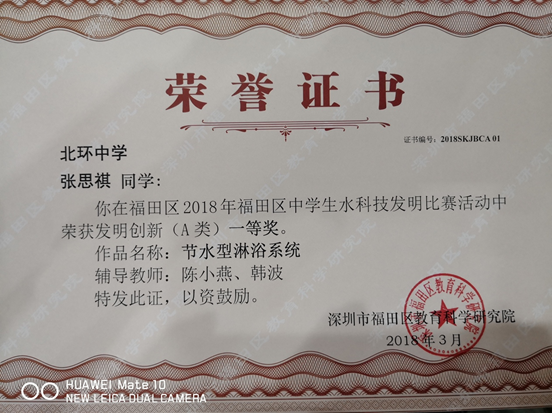 荣誉证书
证书编号：2018SKJBCA 01
北环中学
张思祺 同学：
你在福田区2018年福田区中学生水科技发明比赛活动中
荣获发明创新（A类）一等奖。
作品名称：节水型淋浴系统
辅导教师：陈小燕、韩波
特发此证，以资鼓励。
深圳市福田区教育科学研究院
2018年3月
HUAWEI Mate 10
NEW LEICA DUAL CAMERA